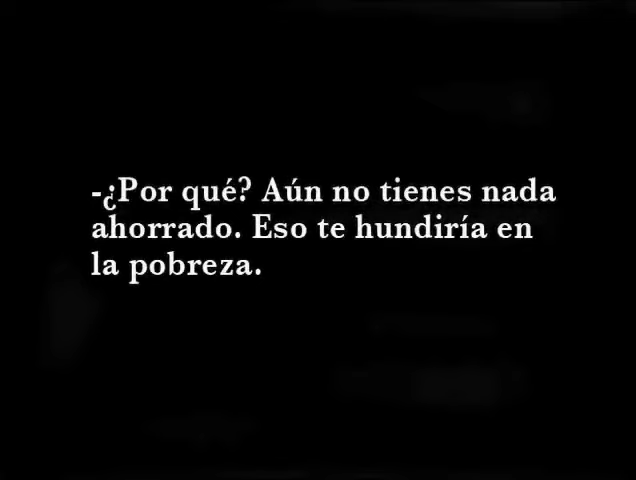 -¿Por qué? Aún no tienes nada
ahorrado. Eso te hundiría en
la pobreza.